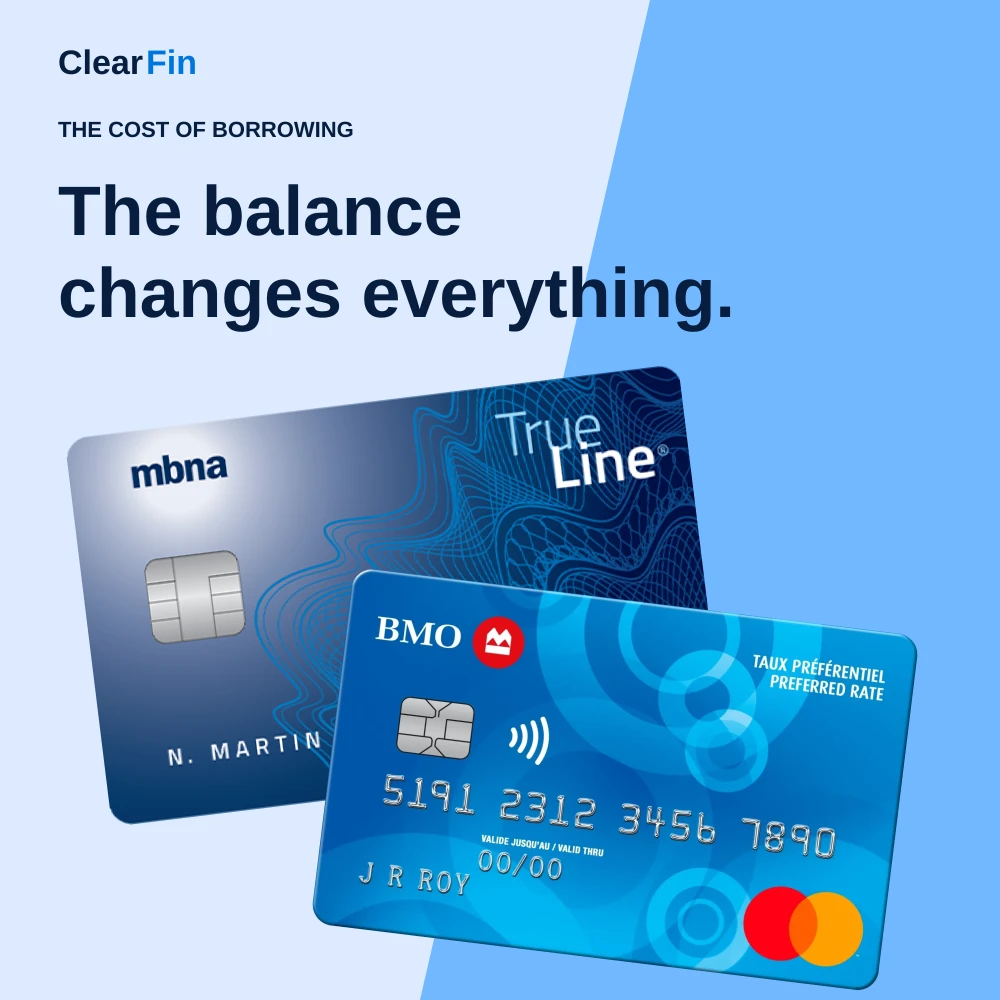 ClearFin
THE COST OF BORROWING
The balance
changes everything.
mbna
True
Line®
N. MARTIN
BMO
TAUX PRÉFÉRENTIEL
PREFERRED RATE
5191 2312 3456 7890
VALIDE JUSQU'AU / VALID THRU
00/00
J R ROY